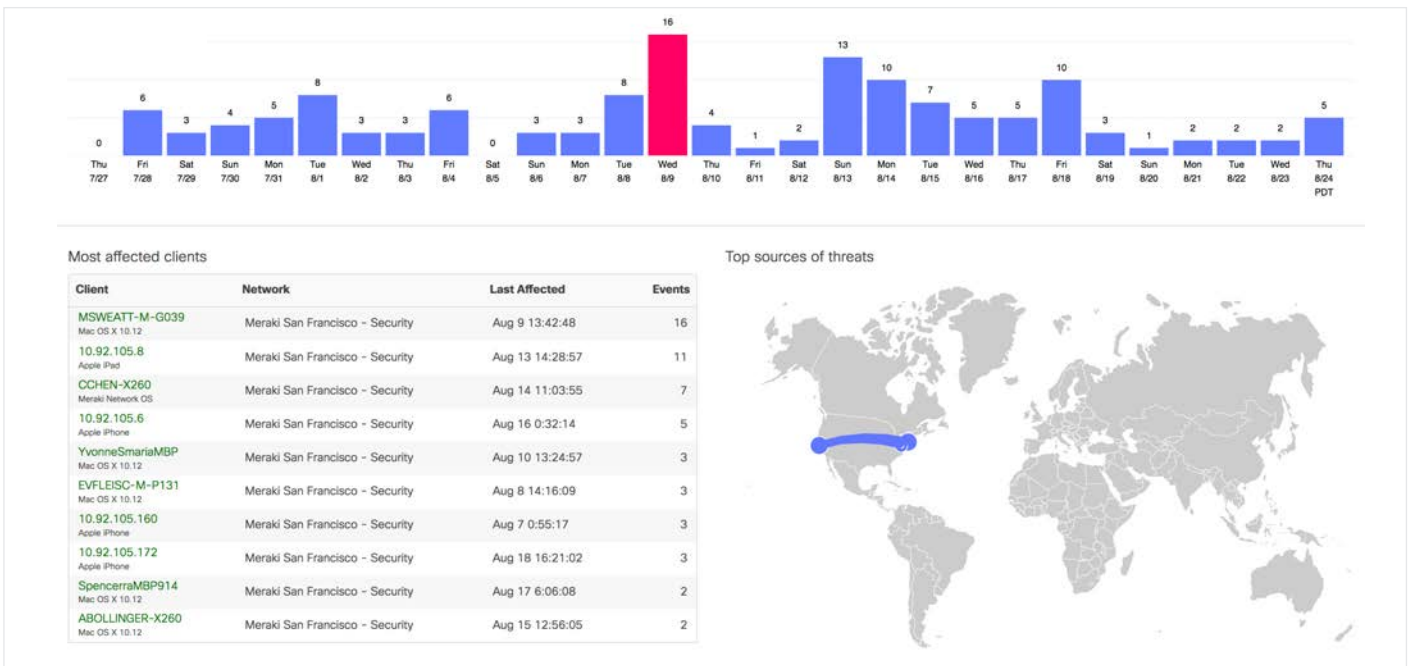 16
13
10
10
8
8
7
6
6
5
5
5
5
4
4
3
3
3
3
3
3
2
2
2
2
1
1
0
0
Thu Fri Sat Sun Mon Tue Wed Thu Fri Sat Sun Mon Tue Wed Thu Fri Sat Sun Mon Tue Wed Thu Fri Sat Sun Mon Tue Wed Thu
7/27 7/28 7/29 7/30 7/31 8/1 8/2 8/3 8/4 8/5 8/6 8/7 8/8 8/9 8/10 8/11 8/12 8/13 8/14 8/15 8/16 8/17 8/18 8/19 8/20 8/21 8/22 8/23 8/24
PDT
Most affected clients
Top sources of threats
Client Network Last Affected Events
MSWEATT-M-G039
Mac OS X 10.12
Meraki San Francisco - Security Aug 9 13:42:48 16
10.92.105.8
Apple iPad
Meraki San Francisco - Security Aug 13 14:28:57 11
CCHEN-X260
Meraki Network OS
Meraki San Francisco - Security Aug 14 11:03:55 7
10.92.105.6
Apple iPhone
Meraki San Francisco - Security Aug 16 0:32:14 5
YvonneSmariaMBP
Mac OS X 10.12
Meraki San Francisco - Security Aug 10 13:24:57 3
EVFLEISC-M-P131
Mac OS X 10.12
Meraki San Francisco - Security Aug 8 14:16:09 3
10.92.105.160
Apple iPhone
Meraki San Francisco - Security Aug 7 0:55:17 3
10.92.105.172
Apple iPhone
Meraki San Francisco - Security Aug 18 16:21:02 3
SpencerraMBP914
Mac OS X 10.12
Meraki San Francisco - Security Aug 17 6:06:08 2
ABOLLINGER-X260
Mac OS X 10.12
Meraki San Francisco - Security Aug 15 12:56:05 2